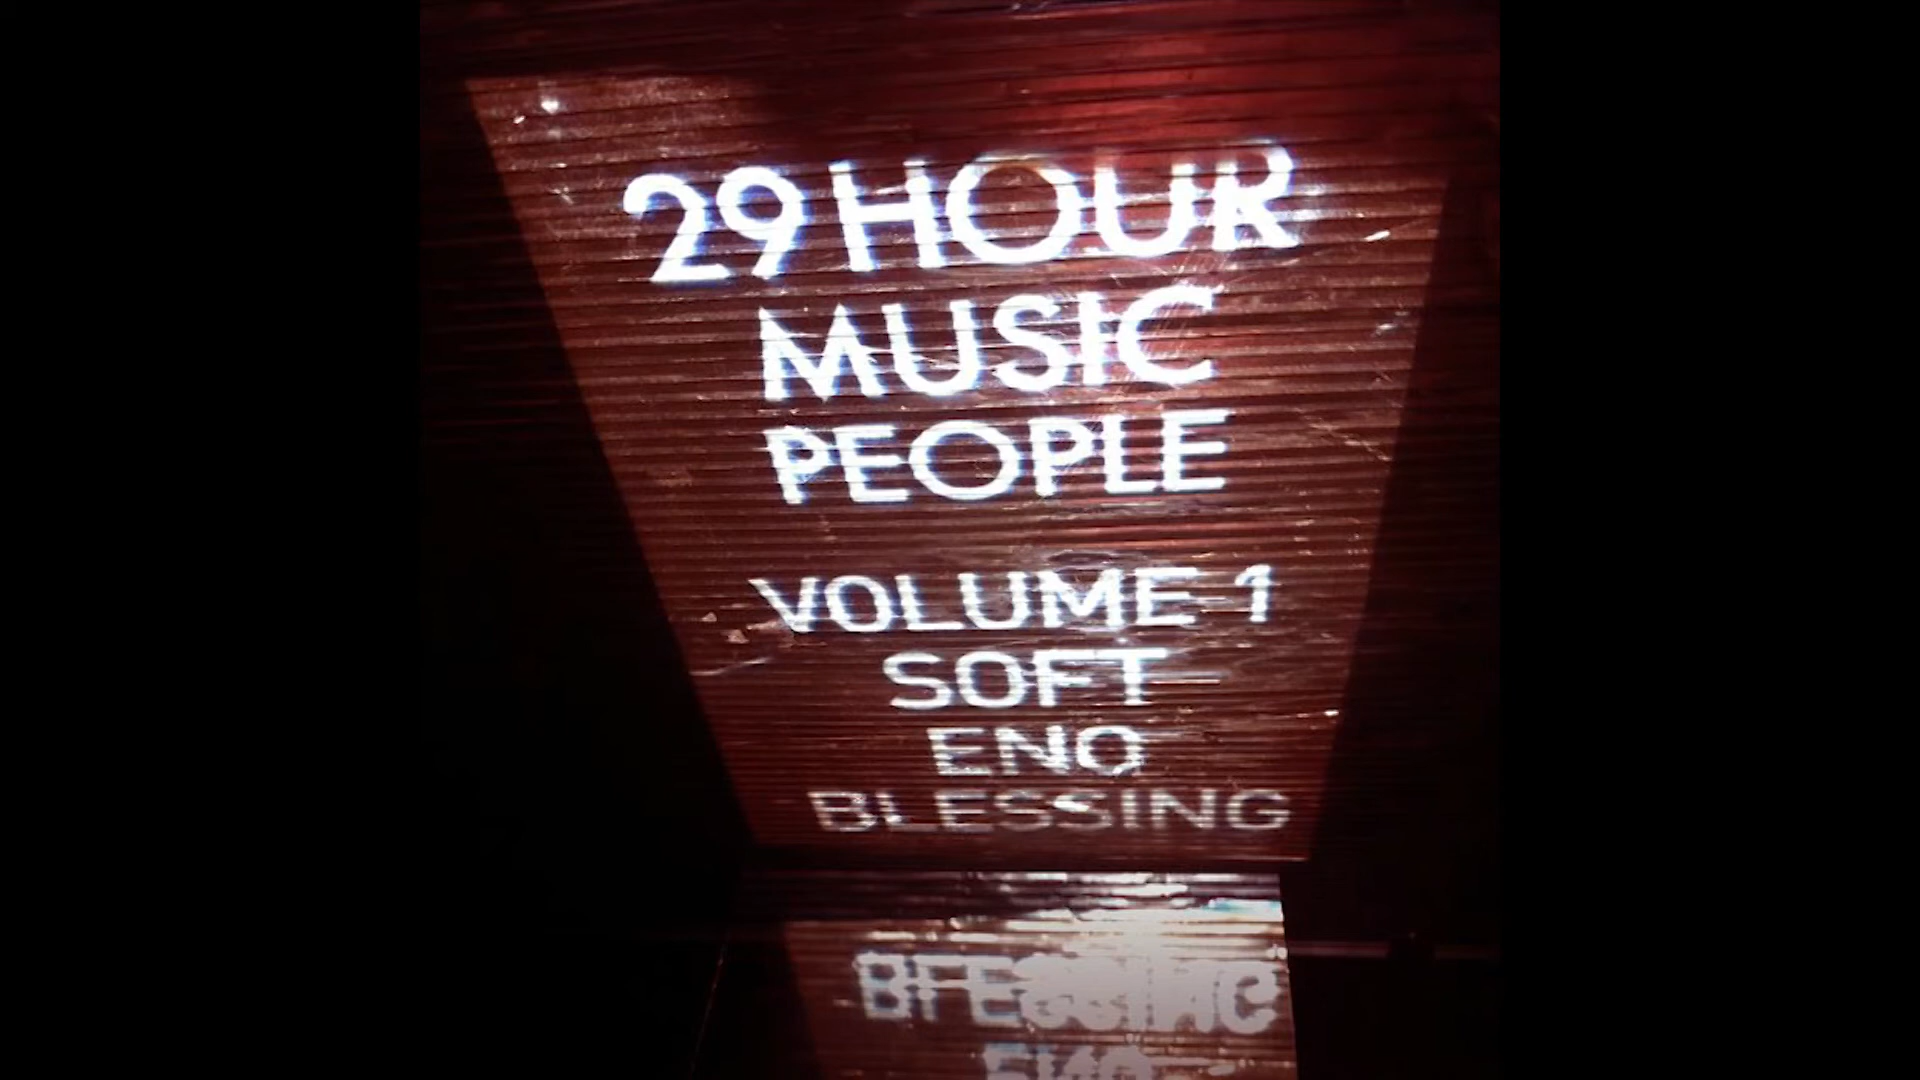 29 HOUR
MUSIC
PEOPLE
VOLUME 1
SOFT
ENO
BLESSING